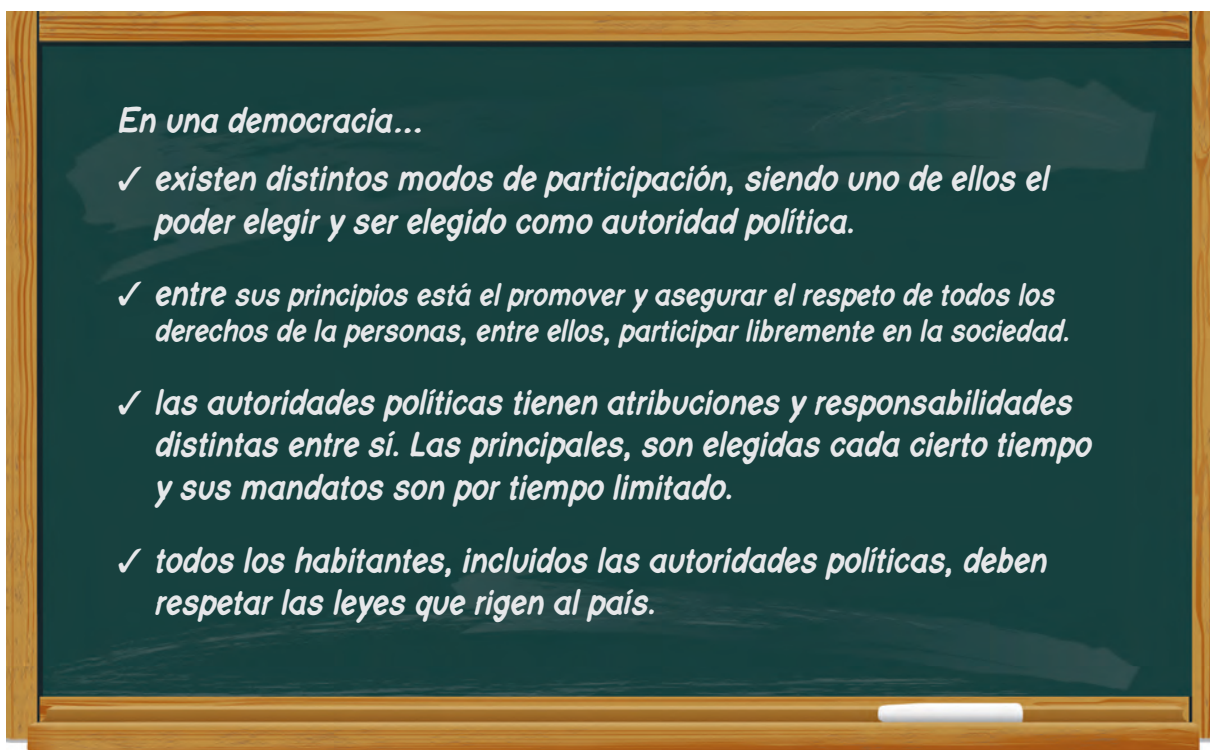 En una democracia...
✓ existen distintos modos de participación, siendo uno de ellos el
poder elegir y ser elegido como autoridad política.
✓ entre sus principios está el promover y asegurar el respeto de todos los
derechos de la personas, entre ellos, participar libremente en la sociedad.
✓ las autoridades políticas tienen atribuciones y responsabilidades
distintas entre sí. Las principales, son elegidas cada cierto tiempo
y sus mandatos son por tiempo limitado.
✓ todos los habitantes, incluidos las autoridades políticas, deben
respetar las leyes que rigen al país.